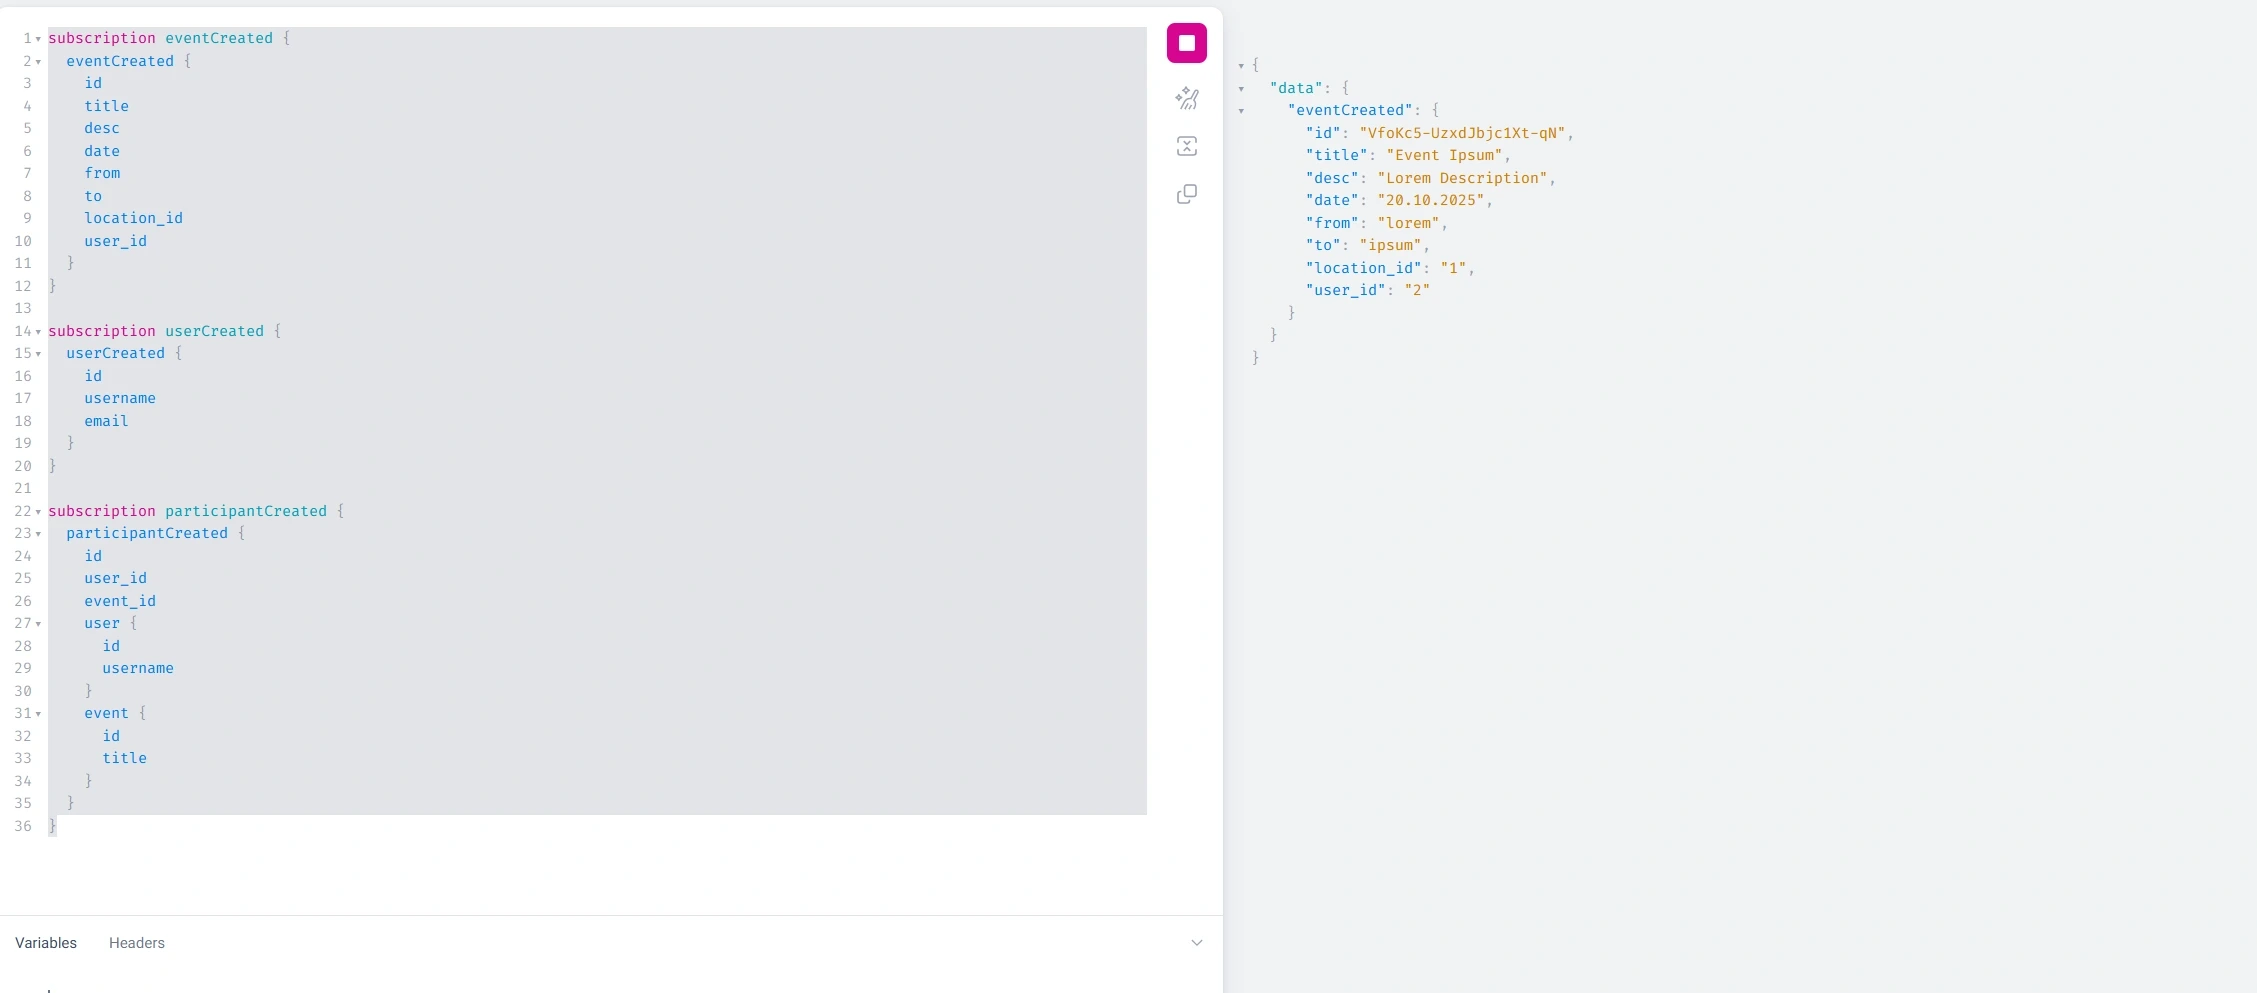 1 subscription eventCreated {
2   eventCreated {
3     id
4     title
5     desc
6     date
7     from
8     to
9     location_id
10     user_id
11   }
12 }
13
14 subscription userCreated {
15   userCreated {
16     id
17     username
18     email
19   }
20 }
21
22 subscription participantCreated {
23   participantCreated {
24     id
25     user_id
26     event_id
27     user {
28       id
29       username
30     }
31     event {
32       id
33       title
34     }
35   }
36 }
Variables Headers
{
  "data": {
    "eventCreated": {
      "id": "VfoKc5-UzxdJbjc1Xt-qN",
      "title": "Event Ipsum",
      "desc": "Lorem Description",
      "date": "20.10.2025",
      "from": "lorem",
      "to": "ipsum",
      "location_id": "1",
      "user_id": "2"
    }
  }
}